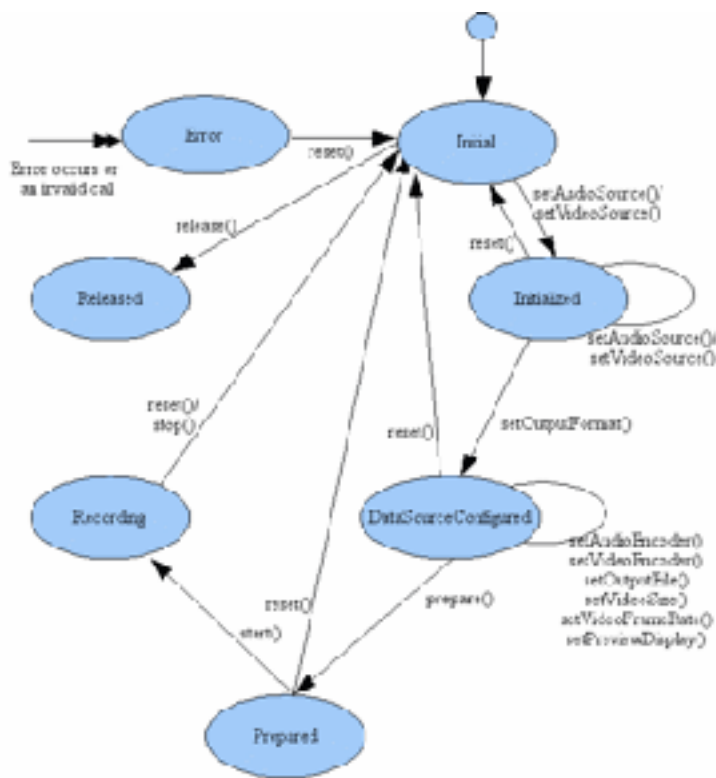 Error
Initial
reset()
Error occurs or
an invalid call
setAudioSource()/
setVideoSource()
release()
reset()
Released
Initialized
setAudioSource()/
setVideoSource()
reset()/
stop()
reset()
setOutputFormat()
Recording
DataSourceConfigured
setAudioEncoder()
setVideoEncoder()
setOutputFile()
setVideoSize()
setVideoFrameRate()
setPreviewDisplay()
reset()
prepare()
start()
Prepared